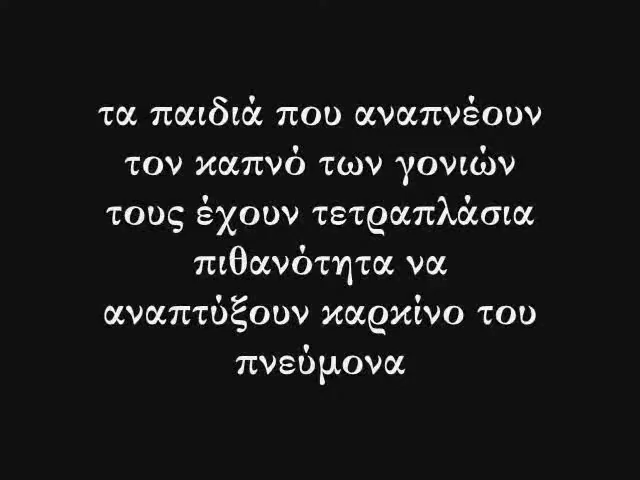 τα παιδιά που αναπνέουν
τον καπνό των γονιών
τους έχουν τετραπλάσια
πιθανότητα να
αναπτύξουν καρκίνο του
πνεύμονα